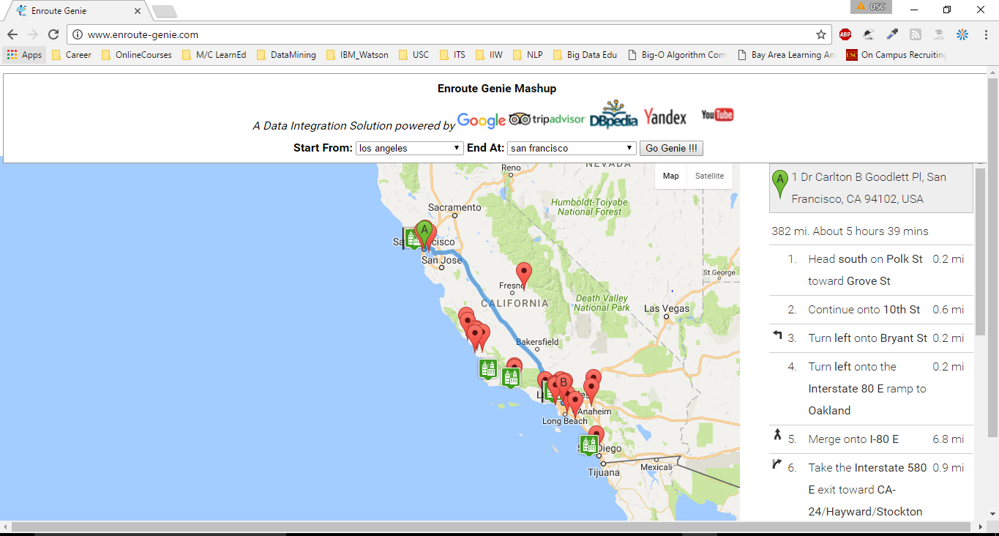 Enroute Genie
USC
www.enroute-genie.com
ABP
Apps Career OnlineCourses M/C LearnEd DataMining IBM_Watson USC ITS IIW NLP Big Data Edu Big-O Algorithm Com Bay Area Learning An USC On Campus Recruiting
Enroute Genie Mashup
A Data Integration Solution powered by Google tripadvisor DBpedia Yandex YouTube
Start From: los angeles End At: san francisco Go Genie !!!
NEVADA
Reno
Map Satellite
Humboldt-Toiyabe
National Forest
Sacramento
A
San Jose
St George
Fresno
CALIFORNIA
Death Valley
National Park
Las Vegas
Bakersfield
B
Anaheim
Long Beach
Mexicali
Tijuana
A 1 Dr Carlton B Goodlett Pl, San
Francisco, CA 94102, USA
382 mi. About 5 hours 39 mins
1. Head south on Polk St 0.2 mi
toward Grove St
2. Continue onto 10th St 0.6 mi
3. Turn left onto Bryant St 0.2 mi
4. Turn left onto the 0.2 mi
Interstate 80 E ramp to
Oakland
5. Merge onto I-80 E 6.8 mi
6. Take the Interstate 580 0.9 mi
E exit toward CA-
24/Hayward/Stockton